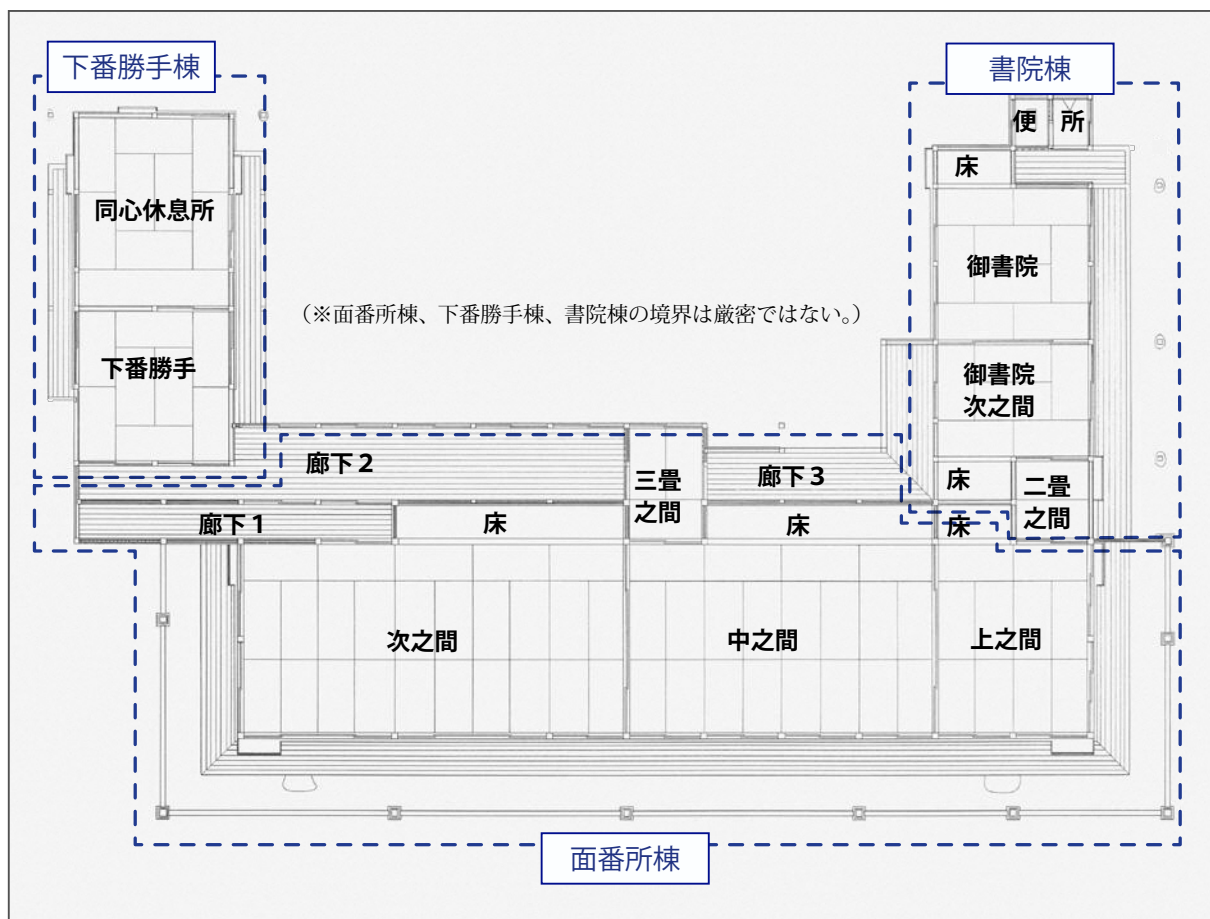 下番勝手棟
書院棟
便 所
床
同心休息所
御書院
（※面番所棟、下番勝手棟、書院棟の境界は厳密ではない。）
下番勝手
御書院
次之間
廊下２
三畳
之間
廊下３
床
二畳
之間
廊下１
床
床
床
次之間
中之間
上之間
面番所棟